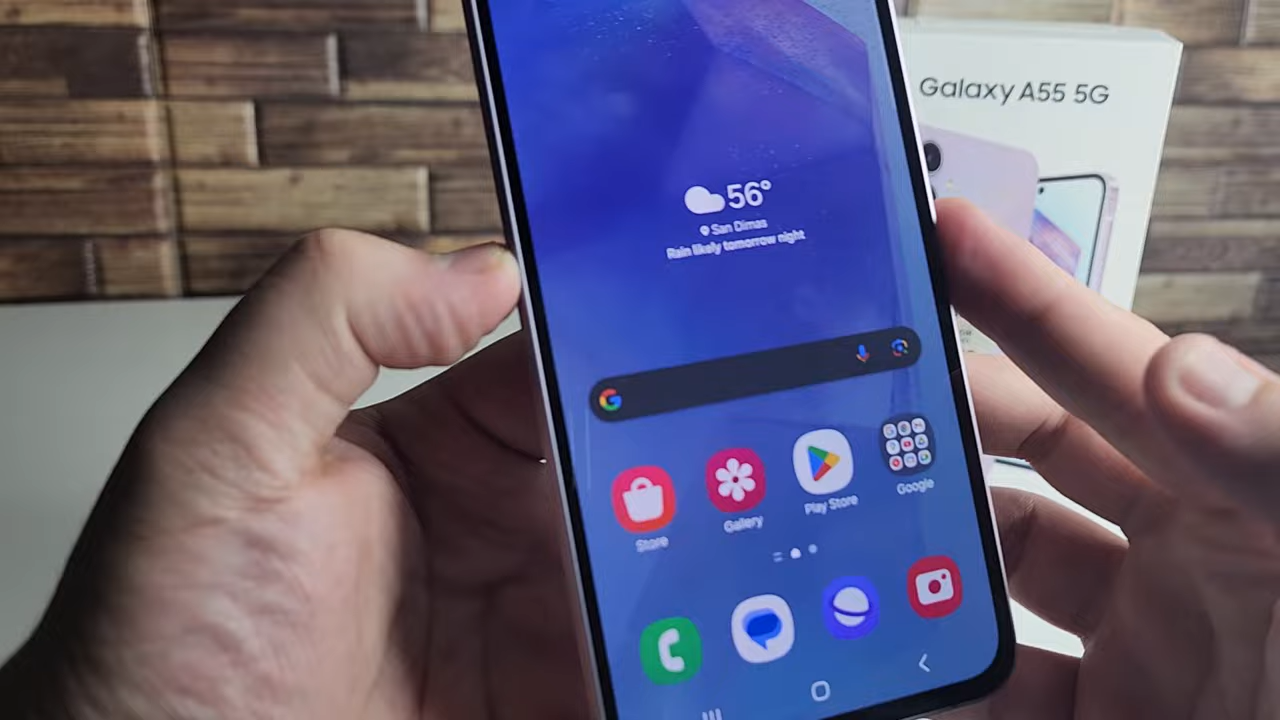 Galaxy A55 5G
56°
San Dimas
Rain likely tomorrow night
Store
Gallery
Play Store
Google